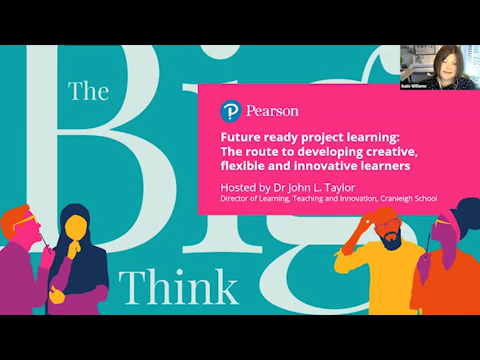 The
Big
Think
Pearson
Future ready project learning:
The route to developing creative,
flexible and innovative learners
Hosted by Dr John L. Taylor
Director of Learning, Teaching and Innovation, Cranleigh School
Suzie Williams